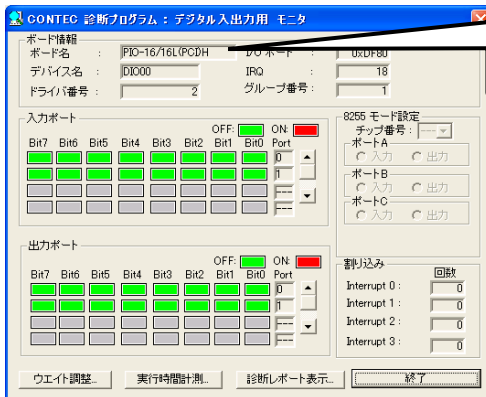 CONTEC 診断プログラム : デジタル入出力用 モニタ
ボード情報
ボード名 : PIO-16/16L(PCI)H I/O ポート : 0xDF80
デバイス名 : DIO00 IRQ : 18
ドライバ番号 : 2 グループ番号 : 1
入力ポート
OFF: ON:
Bit7 Bit6 Bit5 Bit4 Bit3 Bit2 Bit1 Bit0 Port
0
1
---
---
8255 モード設定
チップ番号 : ---
ポートA
入力 出力
ポートB
入力 出力
ポートC
入力 出力
出力ポート
OFF: ON:
Bit7 Bit6 Bit5 Bit4 Bit3 Bit2 Bit1 Bit0 Port
0
1
---
---
割り込み
回数
Interrupt 0 : 0
Interrupt 1 : 0
Interrupt 2 : 0
Interrupt 3 : 0
ウエイト調整... 実行時間計測... 診断レポート表示... 終了